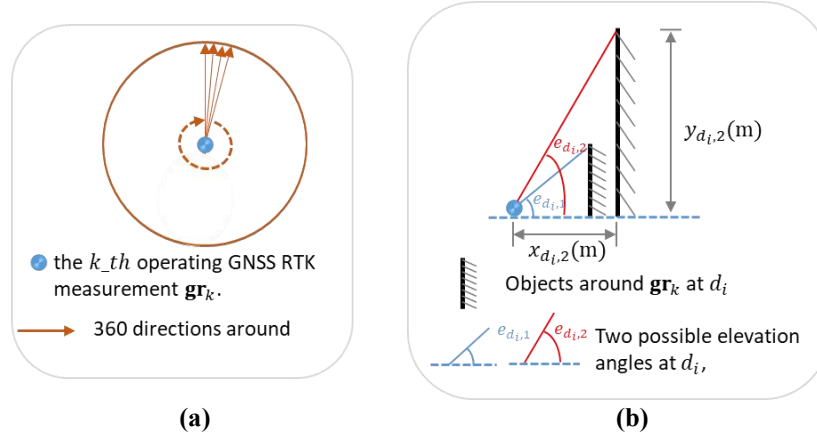 the k_th operating GNSS RTK
measurement gr_k.
360 directions around
(a)
e_{d_i,2}
e_{d_i,1}
y_{d_i,2}(m)
x_{d_i,2}(m)
Objects around gr_k at d_i
e_{d_i,1}
e_{d_i,2}
Two possible elevation
angles at d_i,
(b)